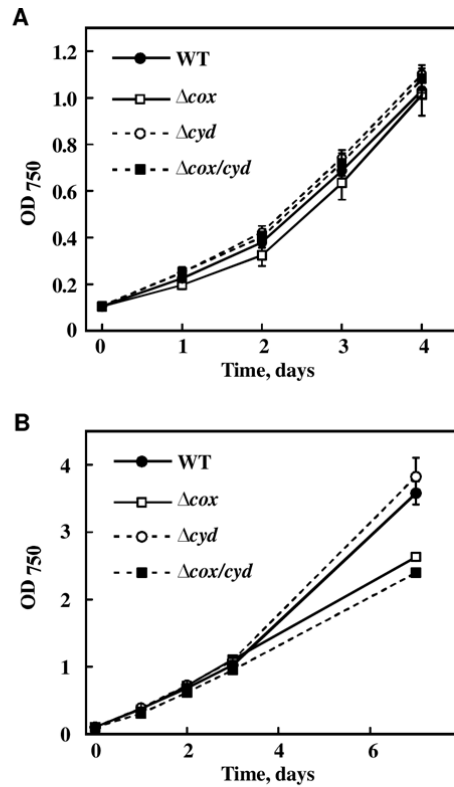 A
1.2
1.0
0.8
0.6
0.4
0.2
0
OD 750
WT
Δcox
Δcyd
Δcox/cyd
0 1 2 3 4
Time, days
B
4
3
2
1
0
OD 750
WT
Δcox
Δcyd
Δcox/cyd
0 2 4 6
Time, days